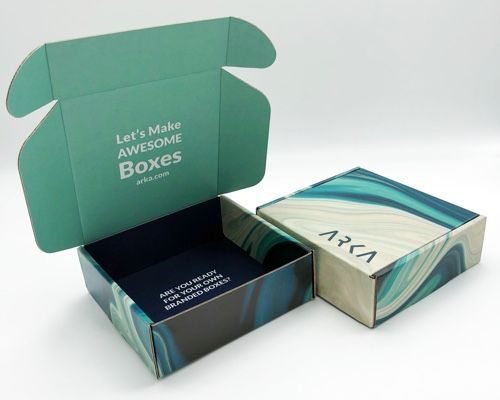 Let's Make
AWESOME
Boxes
arka.com
ARE YOU READY
FOR YOUR OWN
BRANDED BOXES?
ARKA